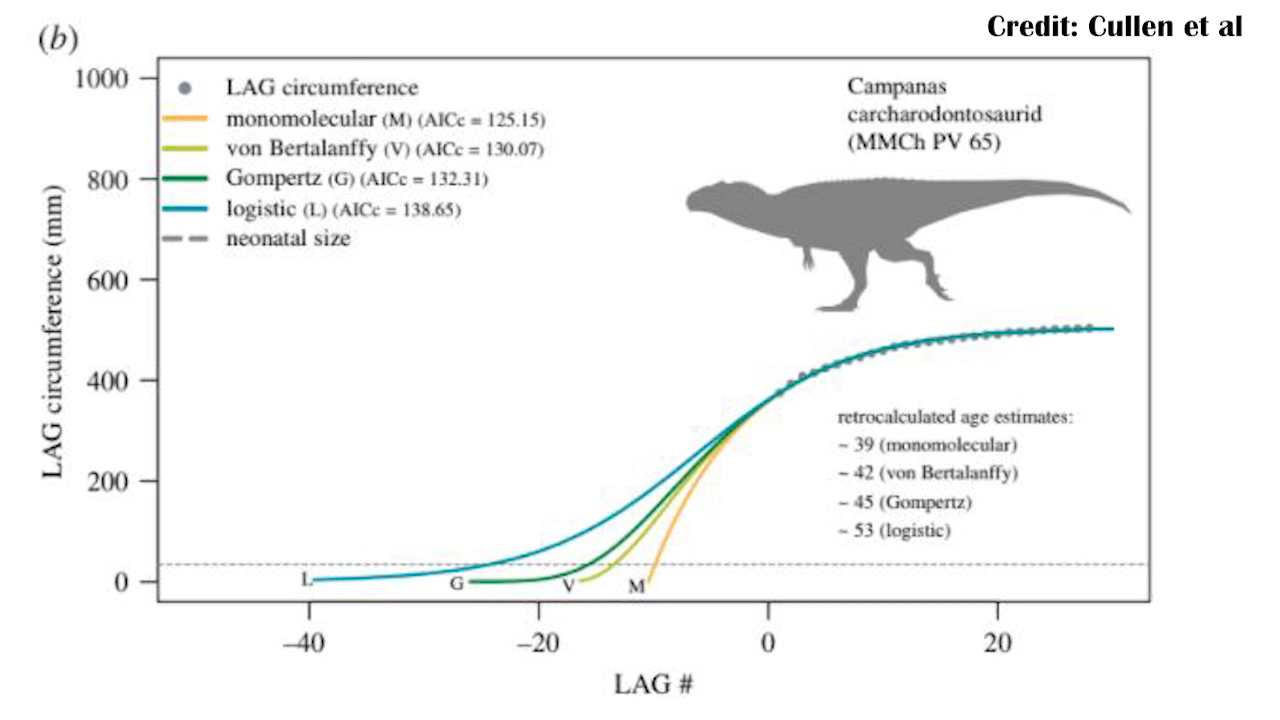 (b)
Credit: Cullen et al
1000
800
600
400
200
0
LAG circumference (mm)
LAG circumference
monomolecular (M) (AICc = 125.15)
von Bertalanffy (V) (AICc = 130.07)
Gompertz (G) (AICc = 132.31)
logistic (L) (AICc = 138.65)
neonatal size
Campanas
carcharodontosaurid
(MMCh PV 65)
retrocalculated age estimates:
~ 39 (monomolecular)
~ 42 (von Bertalanffy)
~ 45 (Gompertz)
~ 53 (logistic)
L
G
V
M
–40
–20
0
20
LAG #